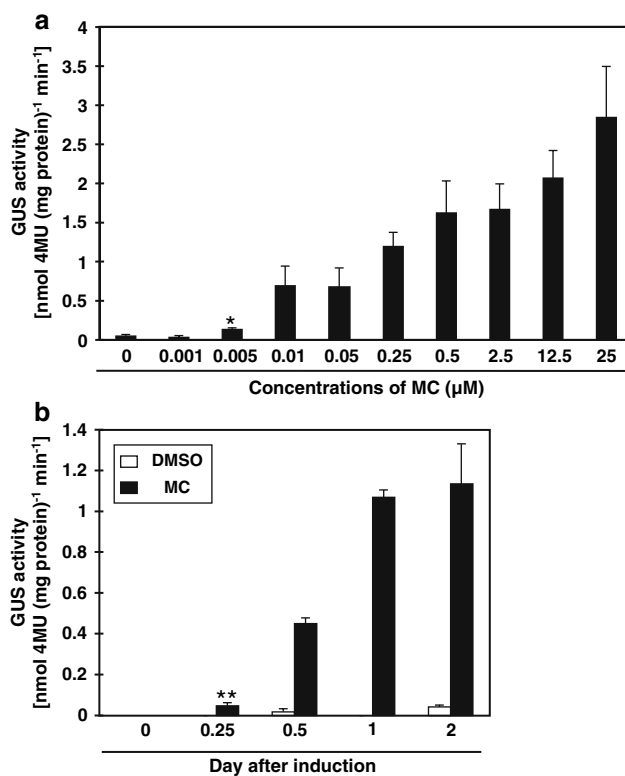 a
GUS activity
[nmol 4MU (mg protein)⁻¹ min⁻¹]
4
3.5
3
2.5
2
1.5
1
0.5
0
*
0 0.001 0.005 0.01 0.05 0.25 0.5 2.5 12.5 25
Concentrations of MC (µM)
b
GUS activity
[nmol 4MU (mg protein)⁻¹ min⁻¹]
1.4
1.2
1
0.8
0.6
0.4
0.2
0
DMSO
MC
**
0 0.25 0.5 1 2
Day after induction